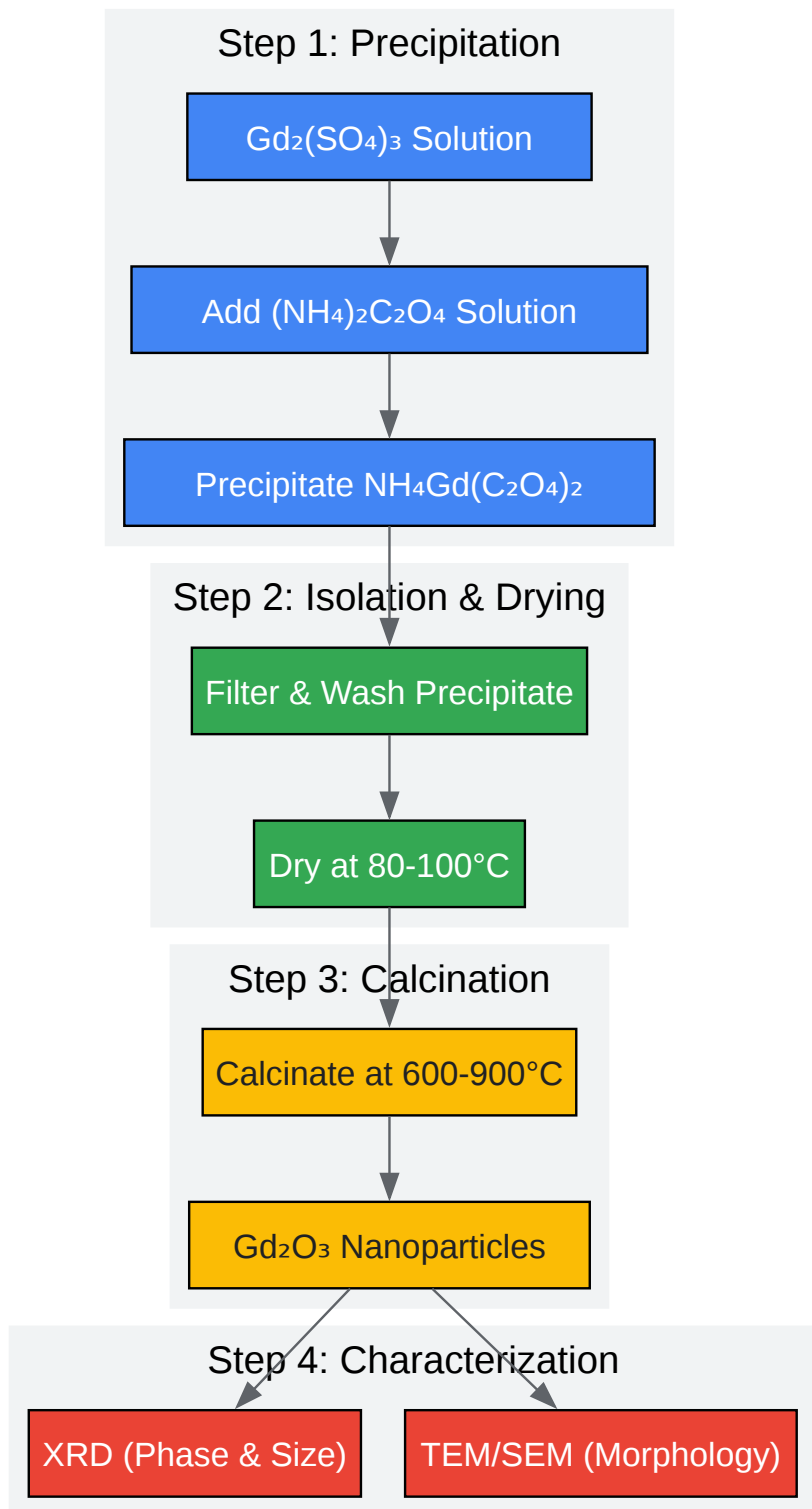 Step 1: Precipitation
Gd₂(SO₄)₃ Solution
Add (NH₄)₂C₂O₄ Solution
Precipitate NH₄Gd(C₂O₄)₂
Step 2: Isolation & Drying
Filter & Wash Precipitate
Dry at 80-100°C
Step 3: Calcination
Calcinate at 600-900°C
Gd₂O₃ Nanoparticles
Step 4: Characterization
XRD (Phase & Size)
TEM/SEM (Morphology)